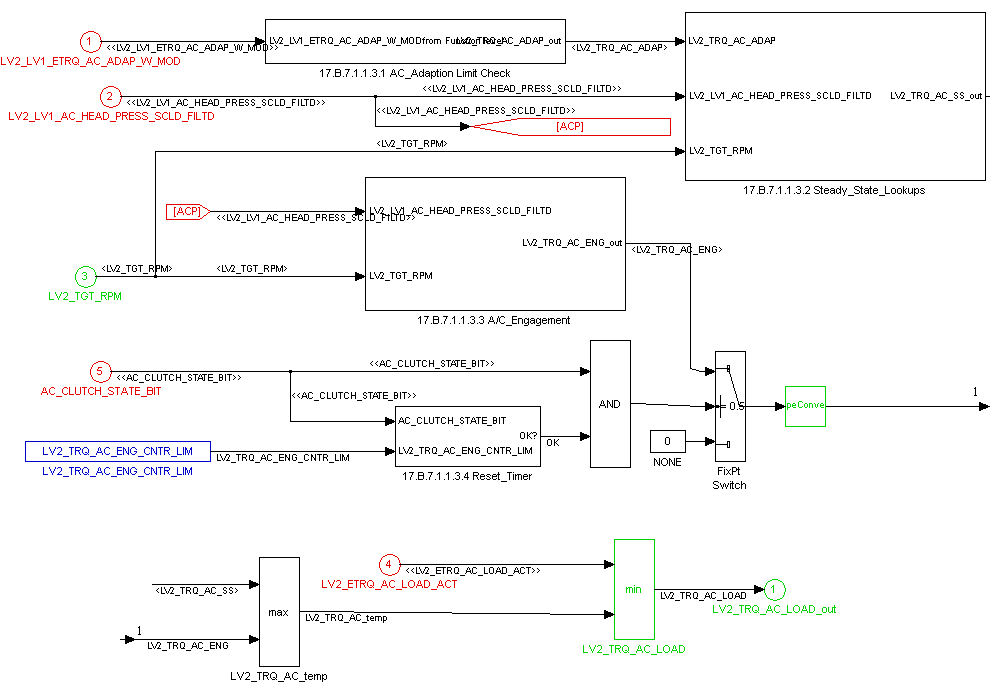 1
<<LV2_LV1_ETRQ_AC_ADAP_W_MOD>>
LV2_LV1_ETRQ_AC_ADAP_W_MOD
LV2_LV1_ETRQ_AC_ADAP_W_MOD
LV2_TRQ_AC_ADAP_out
<LV2_TRQ_AC_ADAP>
17.B.7.1.1.3.1 AC_Adaption Limit Check
LV2_TRQ_AC_ADAP
2
<<LV2_LV1_AC_HEAD_PRESS_SCLD_FILTD>>
LV2_LV1_AC_HEAD_PRESS_SCLD_FILTD
<<LV2_LV1_AC_HEAD_PRESS_SCLD_FILTD>>
<<LV2_LV1_AC_HEAD_PRESS_SCLD_FILTD>>
[ACP]
LV2_LV1_AC_HEAD_PRESS_SCLD_FILTD
LV2_TRQ_AC_SS_out
<LV2_TGT_RPM>
LV2_TGT_RPM
17.B.7.1.1.3.2 Steady_State_Lookups
[ACP]
<<LV2_LV1_AC_HEAD_PRESS_SCLD_FILTD>>
LV2_LV1_AC_HEAD_PRESS_SCLD_FILTD
LV2_TRQ_AC_ENG_out
<LV2_TRQ_AC_ENG>
3
<LV2_TGT_RPM>
<LV2_TGT_RPM>
LV2_TGT_RPM
LV2_TGT_RPM
17.B.7.1.1.3.3 A/C_Engagement
5
<<AC_CLUTCH_STATE_BIT>>
<<AC_CLUTCH_STATE_BIT>>
AC_CLUTCH_STATE_BIT
<<AC_CLUTCH_STATE_BIT>>
AC_CLUTCH_STATE_BIT
OK?
OK
LV2_TRQ_AC_ENG_CNTR_LIM
LV2_TRQ_AC_ENG_CNTR_LIM
LV2_TRQ_AC_ENG_CNTR_LIM
LV2_TRQ_AC_ENG_CNTR_LIM
17.B.7.1.1.3.4 Reset_Timer
AND
0
NONE
FixPt
Switch
peConve
1
4
<<LV2_ETRQ_AC_LOAD_ACT>>
LV2_ETRQ_AC_LOAD_ACT
<LV2_TRQ_AC_SS>
1
LV2_TRQ_AC_ENG
max
LV2_TRQ_AC_temp
LV2_TRQ_AC_temp
min
LV2_TRQ_AC_LOAD
LV2_TRQ_AC_LOAD
1
LV2_TRQ_AC_LOAD_out